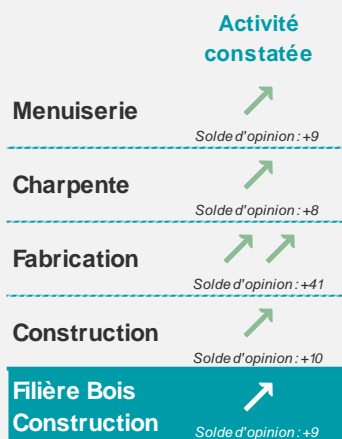 Activité
constatée
Menuiserie
Solde d'opinion : +9
Charpente
Solde d'opinion : +8
Fabrication
Solde d'opinion : +41
Construction
Solde d'opinion : +10
Filière Bois
Construction
Solde d'opinion : +9